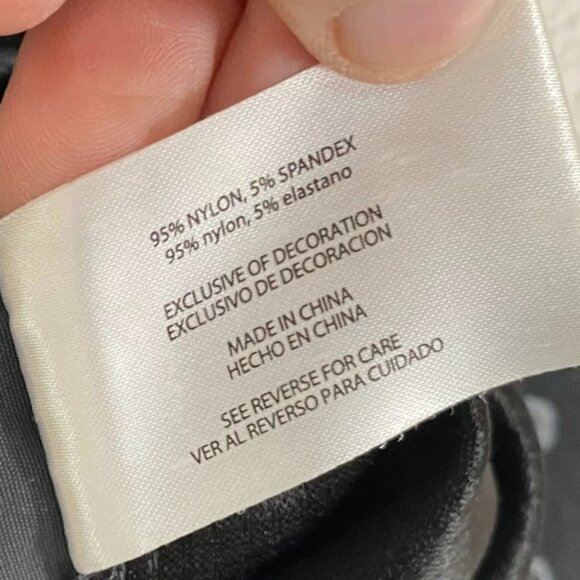 95% NYLON, 5% SPANDEX
95% nylon, 5% elastano
EXCLUSIVE OF DECORATION
EXCLUSIVO DE DECORACION
MADE IN CHINA
HECHO EN CHINA
SEE REVERSE FOR CARE
VER AL REVERSO PARA CUIDADO